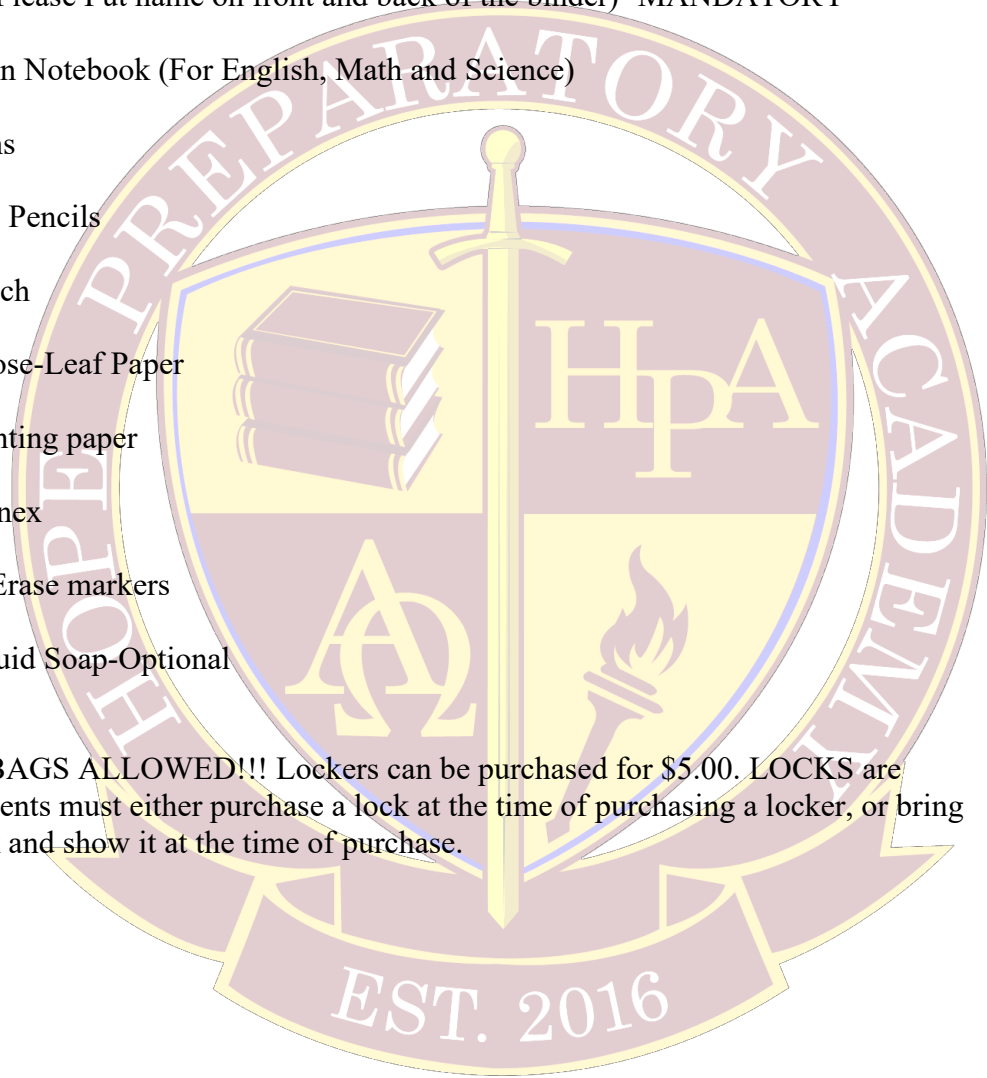 Please Put name on front and back of the binder) MANDATORY
n Notebook (For English, Math and Science)
ns
Pencils
ch
ose-Leaf Paper
nting paper
nex
Erase markers
uid Soap-Optional
BAGS ALLOWED!!! Lockers can be purchased for $5.00. LOCKS are
ents must either purchase a lock at the time of purchasing a locker, or bring
and show it at the time of purchase.
HOPE PREPARATORY ACADEMY
HPA
ΑΩ
EST. 2016